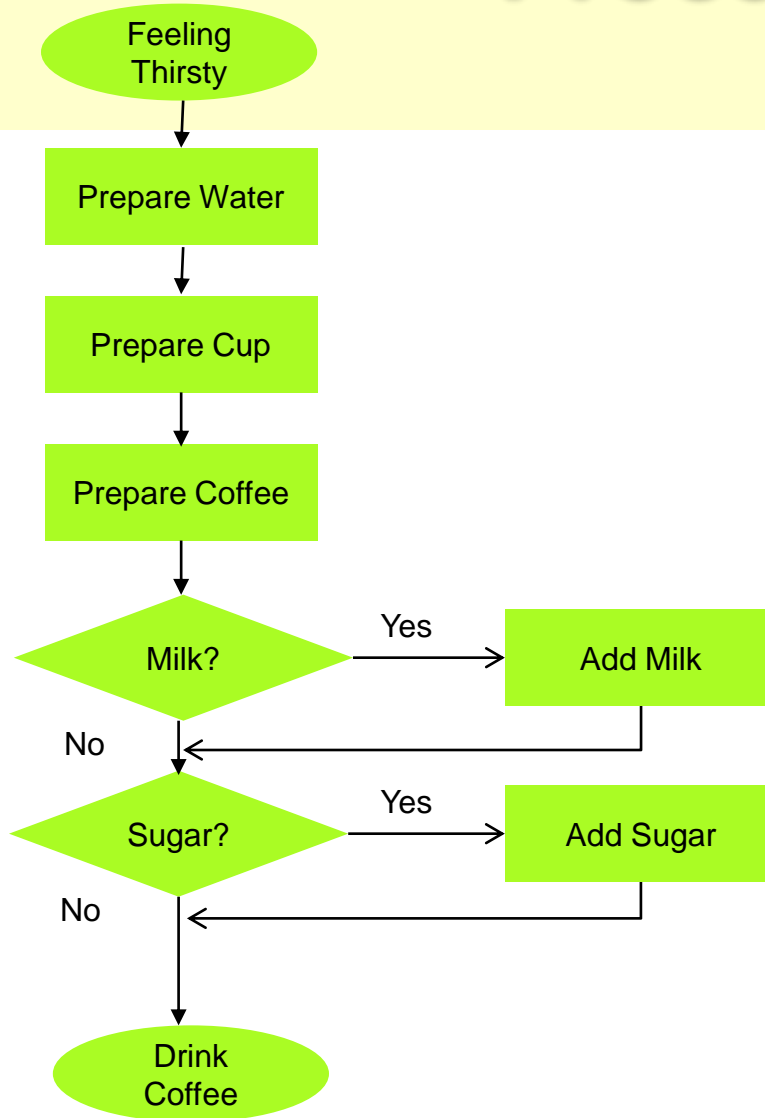 Feeling
Thirsty
Prepare Water
Prepare Cup
Prepare Coffee
Milk?
Yes
Add Milk
No
Sugar?
Yes
Add Sugar
No
Drink
Coffee